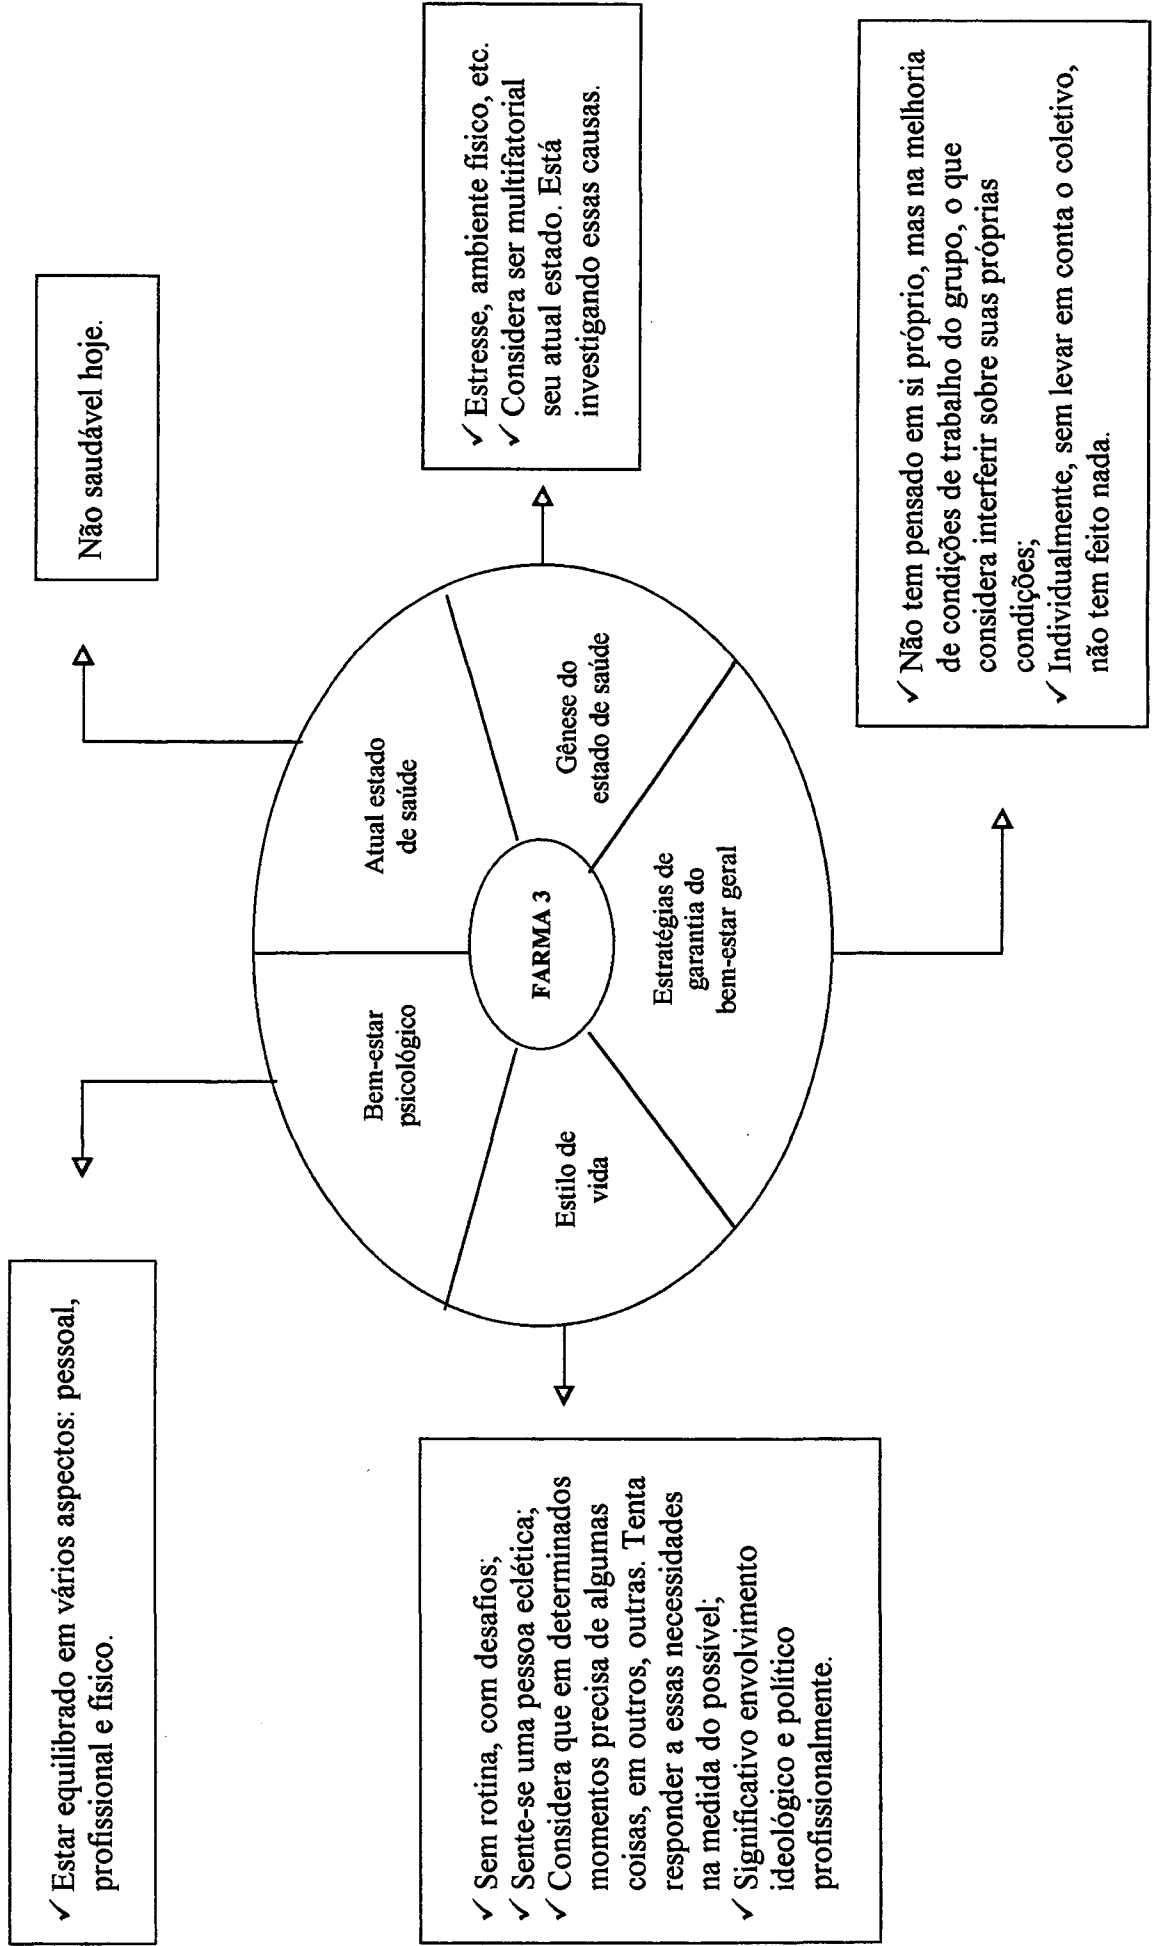 ✓ Estar equilibrado em vários aspectos: pessoal,
profissional e físico.
Não saudável hoje.
Bem-estar
psicológico
Atual estado
de saúde
FARMA 3
Estilo de
vida
Gênese do
estado de saúde
Estratégias de
garantia do
bem-estar geral
✓ Sem rotina, com desafios;
✓ Sente-se uma pessoa eclética;
✓ Considera que em determinados
momentos precisa de algumas
coisas, em outros, outras. Tenta
responder a essas necessidades
na medida do possível;
✓ Significativo envolvimento
ideológico e político
profissionalmente.
✓ Estresse, ambiente físico, etc.
✓ Considera ser multifatorial
seu atual estado. Está
investigando essas causas.
✓ Não tem pensado em si próprio, mas na melhoria
de condições de trabalho do grupo, o que
considera interferir sobre suas próprias
condições;
✓ Individualmente, sem levar em conta o coletivo,
não tem feito nada.